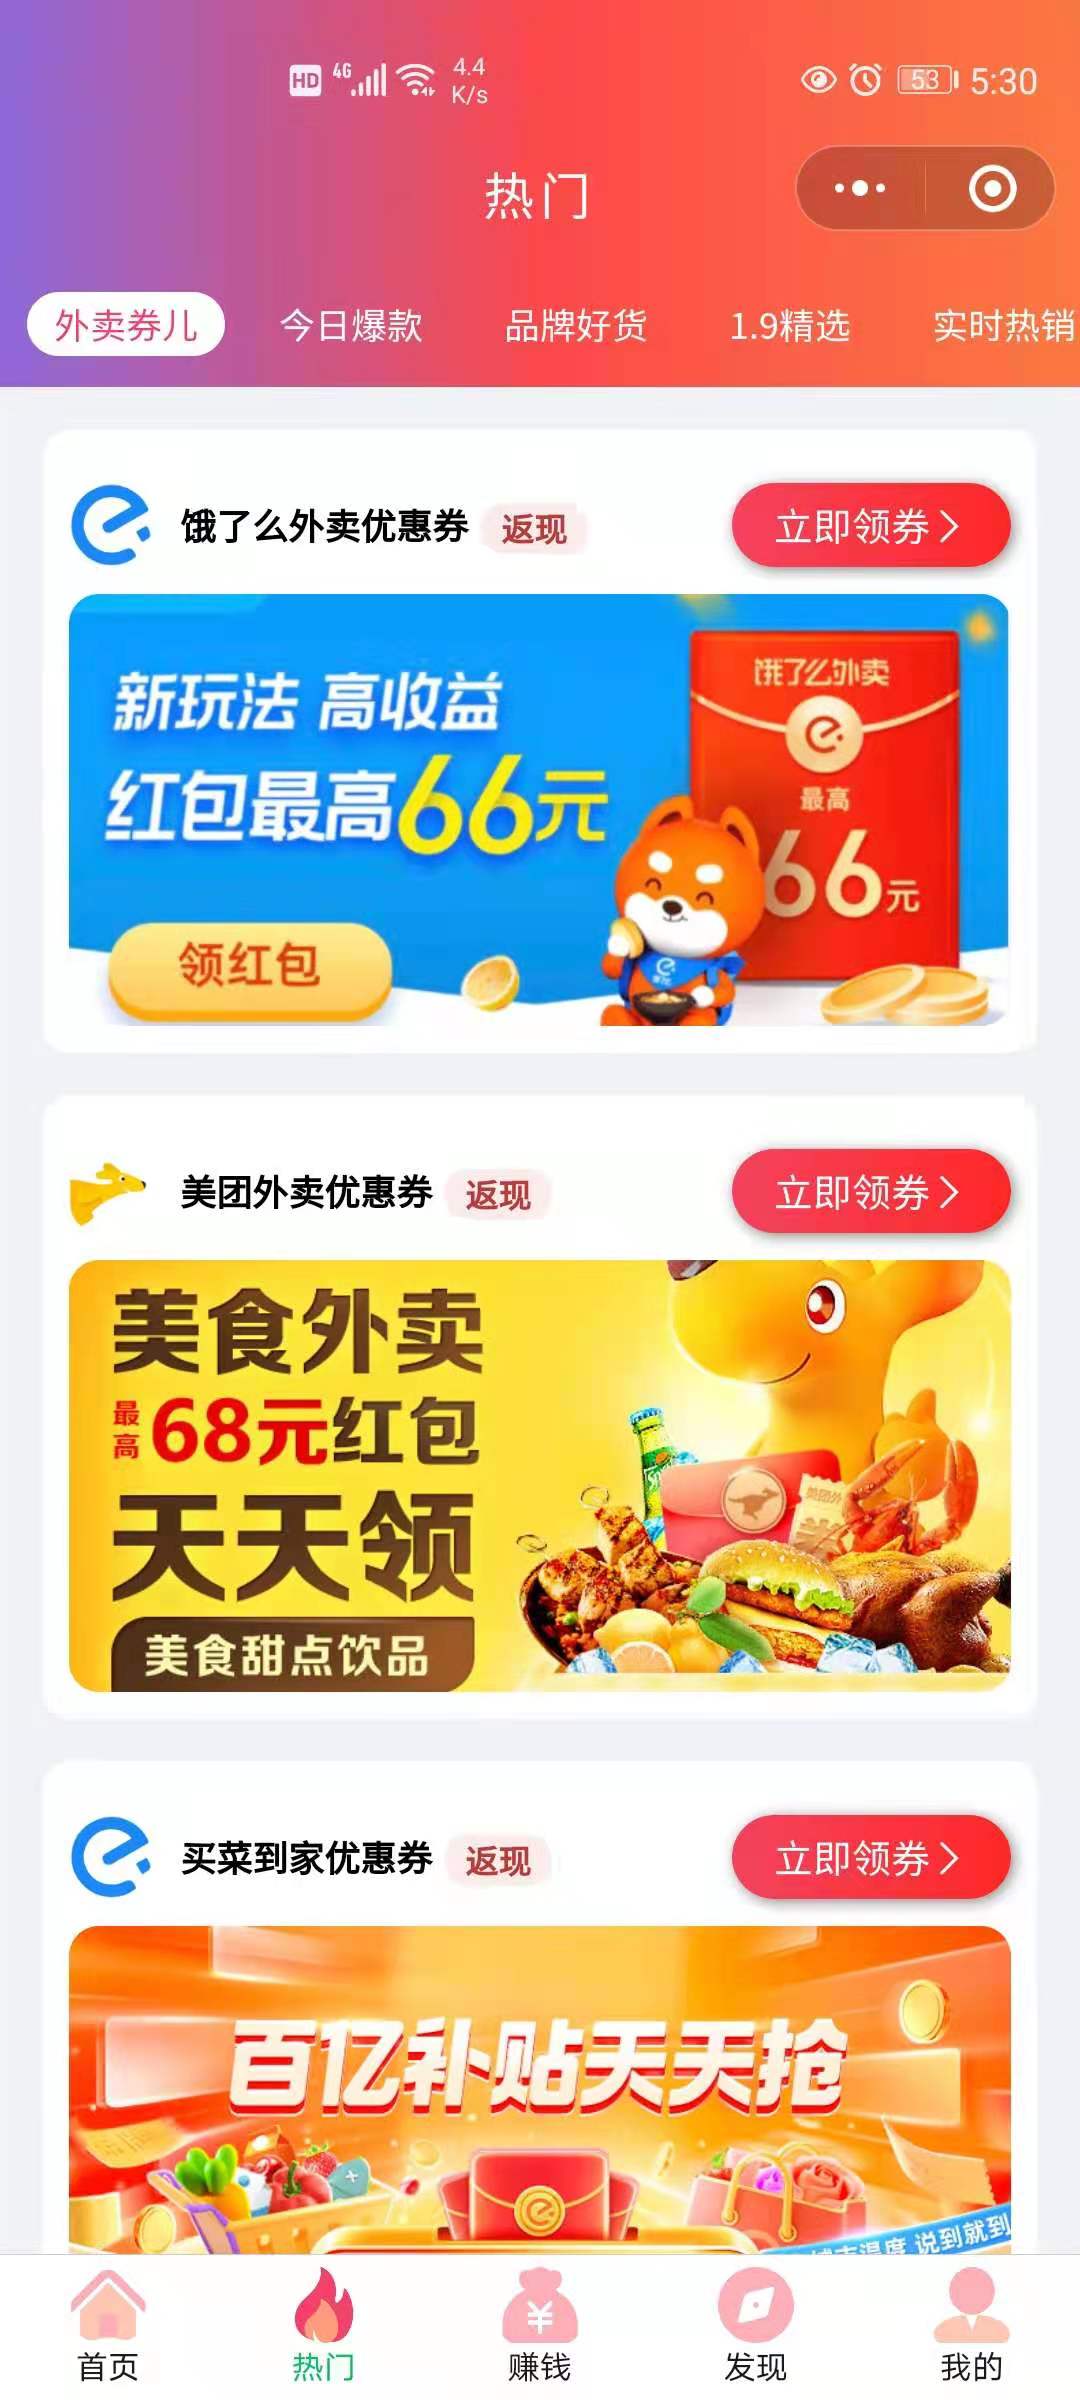 HD 4G 4.4 K/s 53 5:30
热门
外卖券儿 今日爆款 品牌好货 1.9精选 实时热销
饿了么外卖优惠券 返现 立即领券
新玩法 高收益
红包最高66元
领红包
饿了么外卖
最高
66元
美团外卖优惠券 返现 立即领券
美食外卖
最高68元红包
天天领
美食甜点饮品
美团外
买菜到家优惠券 返现 立即领券
百亿补贴天天抢
温度 说到就到
首页 热门 赚钱 发现 我的